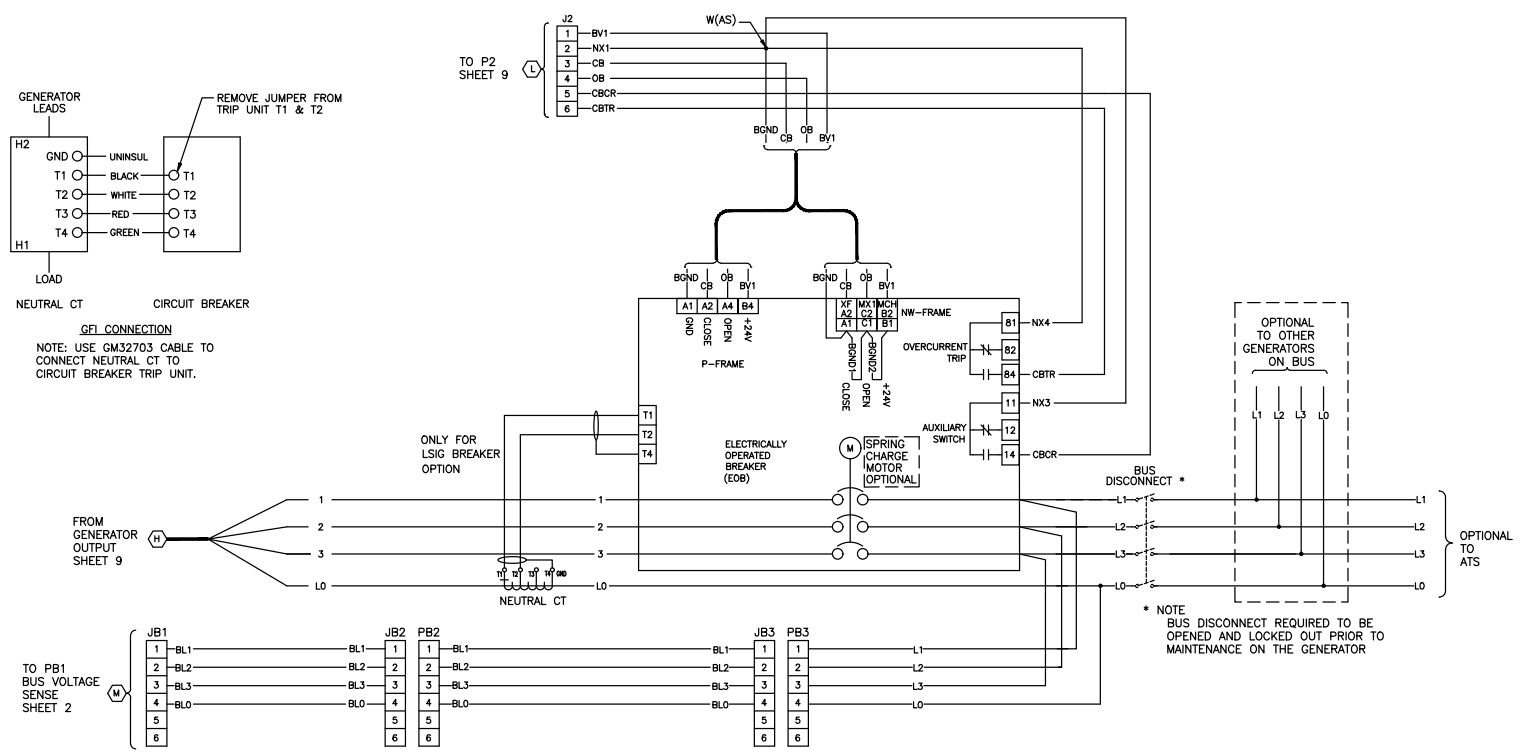 J2
W(AS)
TO P2
SHEET 9
L
1 BV1
2 NX1
3 CB
4 OB
5 CBCR
6 CBTR
BGND CB OB BV1
GENERATOR
LEADS
REMOVE JUMPER FROM
TRIP UNIT T1 & T2
H2
GND UNINSUL
T1 BLACK T1
T2 WHITE T2
T3 RED T3
T4 GREEN T4
H1
LOAD
NEUTRAL CT
CIRCUIT BREAKER
GFI CONNECTION
NOTE: USE GM32703 CABLE TO
CONNECT NEUTRAL CT TO
CIRCUIT BREAKER TRIP UNIT.
BGND CB OB BV1
A1 A2 A4 B4
GND CLOSE OPEN +24V
P-FRAME
BGND CB OB BV1
XF MX1 MCH
A2 C2 B2
A1 C1 B1
NW-FRAME
BGND1 BGND2
CLOSE OPEN +24V
OVERCURRENT
TRIP
81 NX4
82
84 CBTR
AUXILIARY
SWITCH
11 NX3
12
14 CBCR
T1
T2
T4
ONLY FOR
LSIG BREAKER
OPTION
ELECTRICALLY
OPERATED
BREAKER
(EOB)
M
SPRING
CHARGE
MOTOR
OPTIONAL
OPTIONAL
TO OTHER
GENERATORS
ON BUS
L1 L2 L3 L0
BUS
DISCONNECT *
FROM
GENERATOR
OUTPUT
SHEET 9
H
1 1 L1 L1
2 2 L2 L2
3 3 L3 L3
L0 L0 L0 L0
OPTIONAL
TO
ATS
T1 T2 T3 T4 GND
NEUTRAL CT
* NOTE
BUS DISCONNECT REQUIRED TO BE
OPENED AND LOCKED OUT PRIOR TO
MAINTENANCE ON THE GENERATOR
TO PB1
BUS VOLTAGE
SENSE
SHEET 2
M
JB1 JB2 PB2 JB3 PB3
1 BL1 BL1 1 1 BL1 BL1 1 1 L1
2 BL2 BL2 2 2 BL2 BL2 2 2 L2
3 BL3 BL3 3 3 BL3 BL3 3 3 L3
4 BL0 BL0 4 4 BL0 BL0 4 4 L0
5 5 5 5 5
6 6 6 6 6